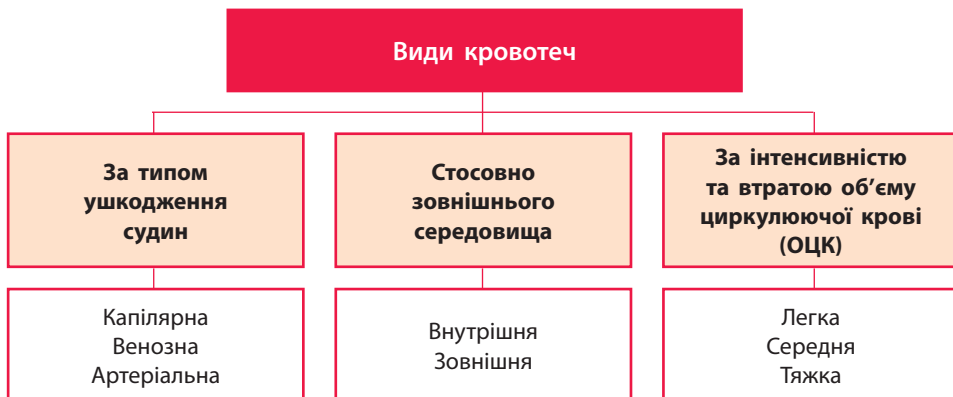 Види кровотеч
За типом
ушкодження
судин
Стосовно
зовнішнього
середовища
За інтенсивністю
та втратою об’єму
циркулюючої крові
(ОЦК)
Капілярна
Венозна
Артеріальна
Внутрішня
Зовнішня
Легка
Середня
Тяжка